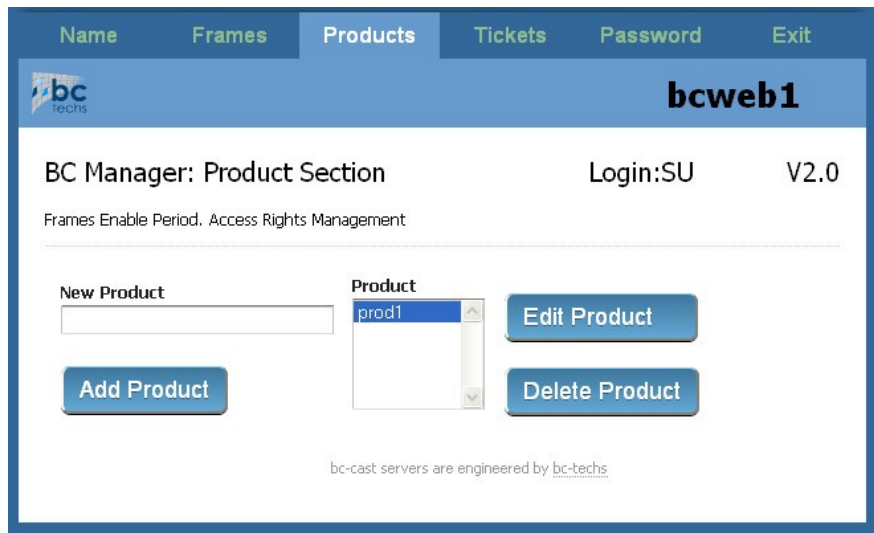 Name Frames Products Tickets Password Exit
bc techs bcweb1
BC Manager: Product Section Login:SU V2.0
Frames Enable Period. Access Rights Management
New Product
Product
prod1
Edit Product
Add Product
Delete Product
bc-cast servers are engineered by bc-techs